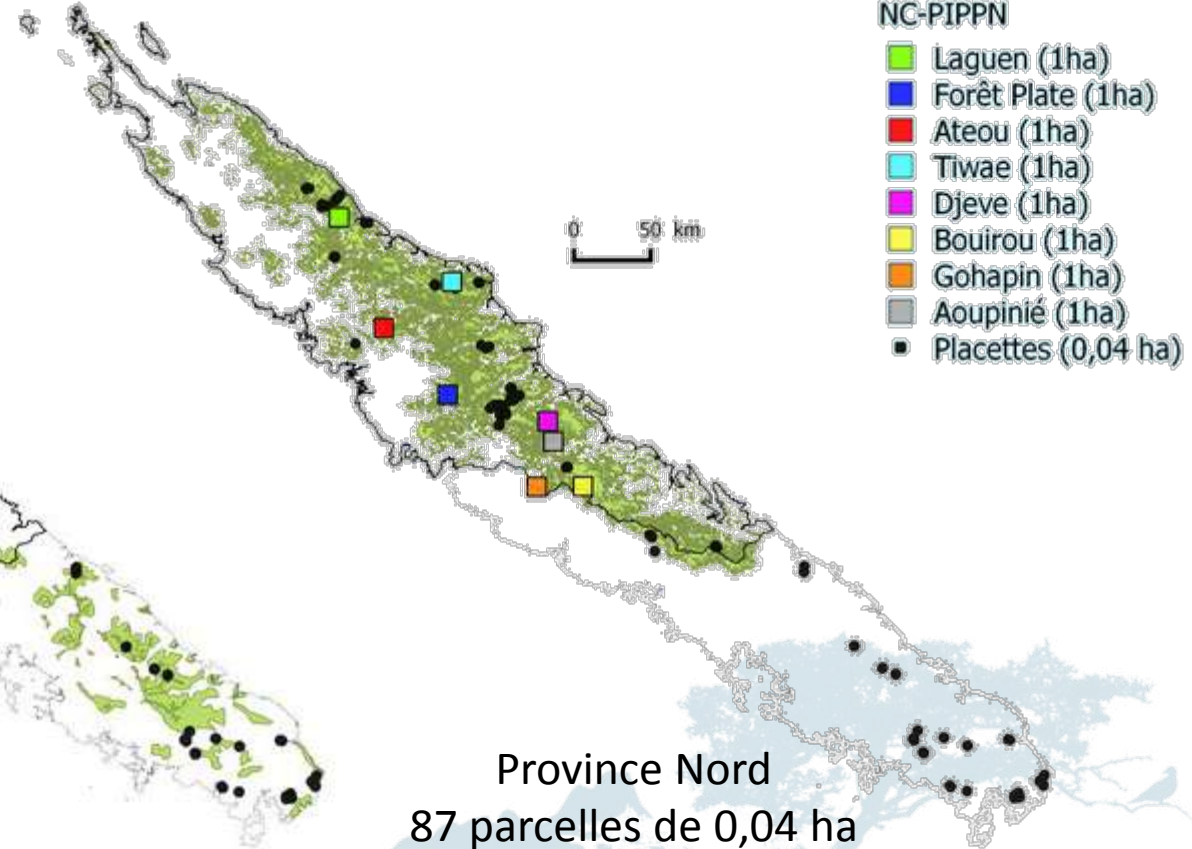 NC-PIPPN
Laguen (1ha)
Forêt Plate (1ha)
Ateou (1ha)
Tiwae (1ha)
Djeve (1ha)
Bouirou (1ha)
Gohapin (1ha)
Aoupinié (1ha)
Placettes (0,04 ha)
0 50 km
Province Nord
87 parcelles de 0,04 ha